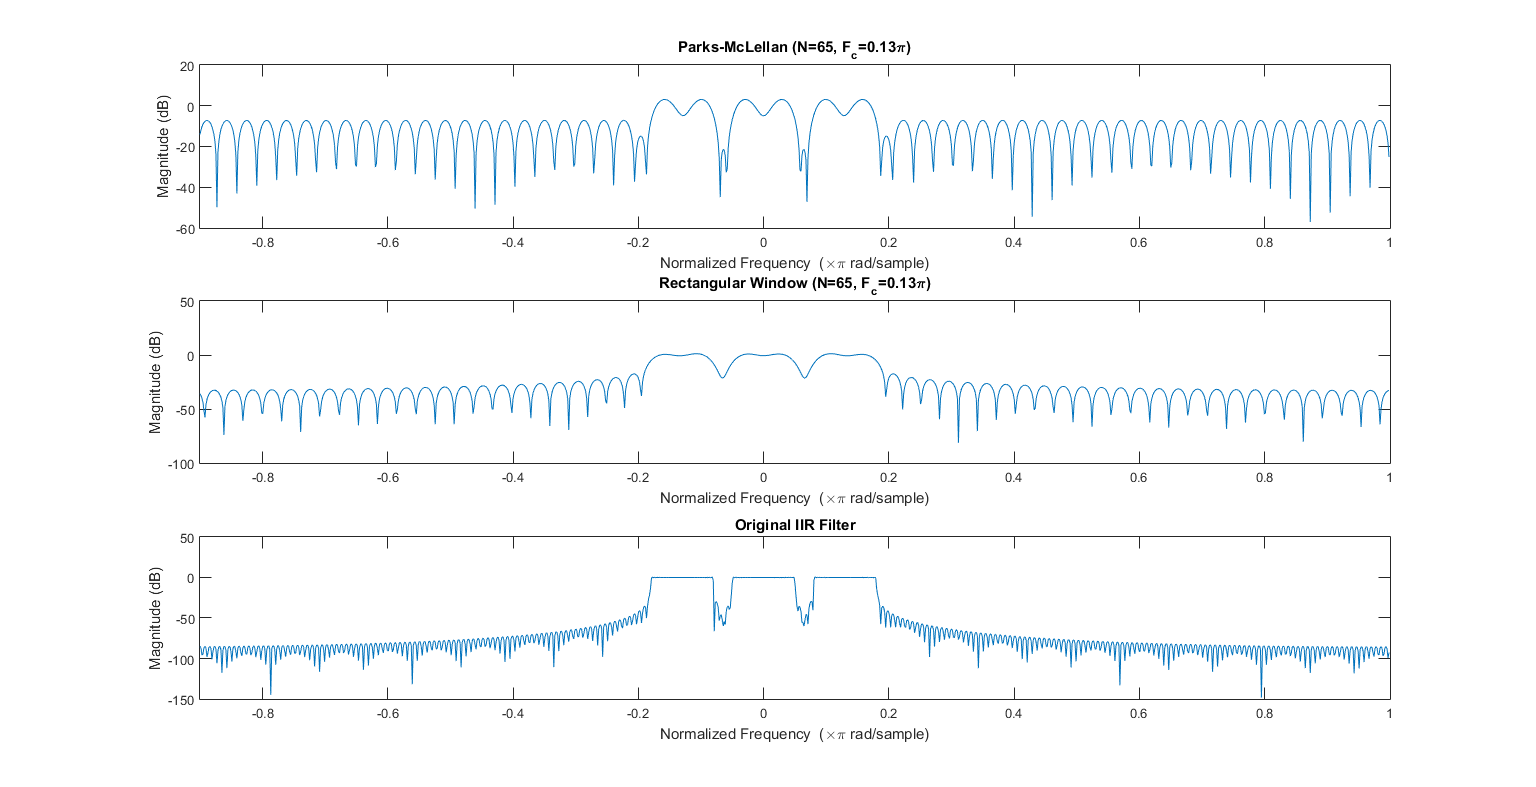 Parks-McLellan (N=65, F_c=0.13π)
20
0
-20
-40
-60
Magnitude (dB)
-0.8 -0.6 -0.4 -0.2 0 0.2 0.4 0.6 0.8 1
Normalized Frequency (×π rad/sample)
Rectangular Window (N=65, F_c=0.13π)
50
0
-50
-100
Magnitude (dB)
-0.8 -0.6 -0.4 -0.2 0 0.2 0.4 0.6 0.8 1
Normalized Frequency (×π rad/sample)
Original IIR Filter
50
0
-50
-100
-150
Magnitude (dB)
-0.8 -0.6 -0.4 -0.2 0 0.2 0.4 0.6 0.8 1
Normalized Frequency (×π rad/sample)